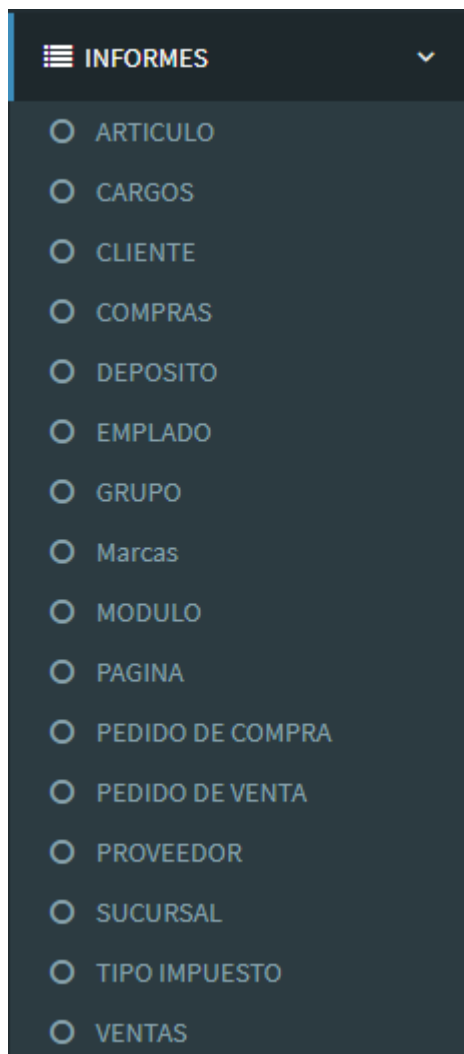 INFORMES
ARTICULO
CARGOS
CLIENTE
COMPRAS
DEPOSITO
EMPLADO
GRUPO
Marcas
MODULO
PAGINA
PEDIDO DE COMPRA
PEDIDO DE VENTA
PROVEEDOR
SUCURSAL
TIPO IMPUESTO
VENTAS